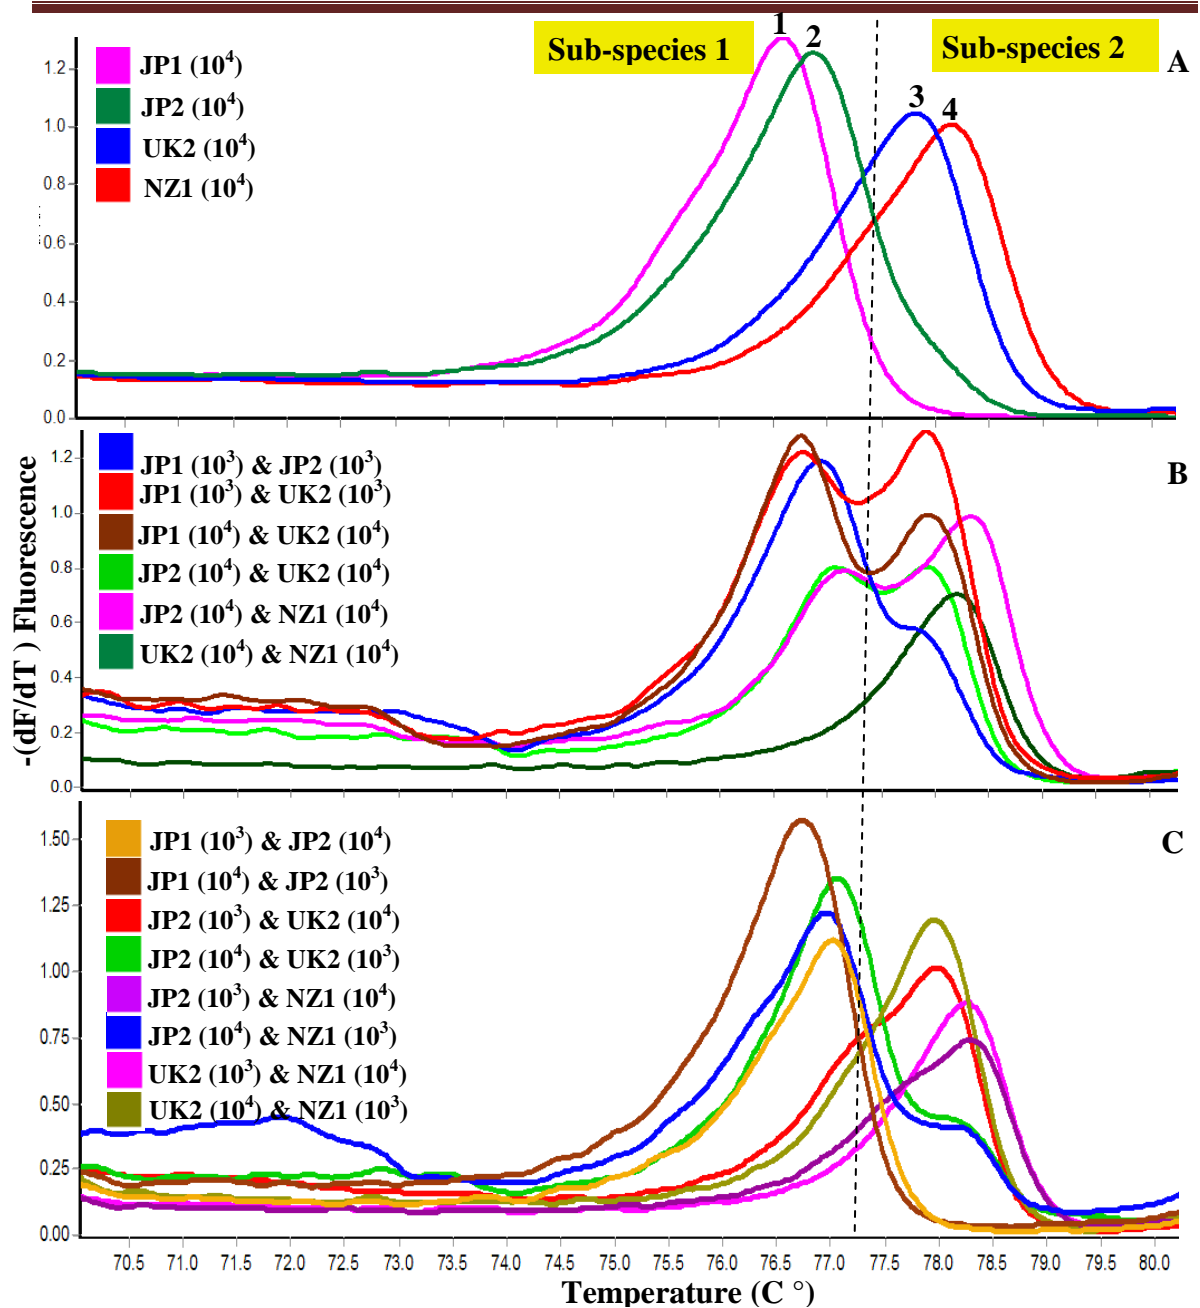 1
2
3
4
Sub-species 1
Sub-species 2
A
JP1 (10⁴)
JP2 (10⁴)
UK2 (10⁴)
NZ1 (10⁴)
1.2
1.0
0.8
0.6
0.4
0.2
0.0
B
JP1 (10³) & JP2 (10³)
JP1 (10³) & UK2 (10³)
JP1 (10⁴) & UK2 (10⁴)
JP2 (10⁴) & UK2 (10⁴)
JP2 (10⁴) & NZ1 (10⁴)
UK2 (10⁴) & NZ1 (10⁴)
1.2
1.0
0.8
0.6
0.4
0.2
0.0
-(dF/dT ) Fluorescence
C
JP1 (10³) & JP2 (10⁴)
JP1 (10⁴) & JP2 (10³)
JP2 (10³) & UK2 (10⁴)
JP2 (10⁴) & UK2 (10³)
JP2 (10³) & NZ1 (10⁴)
JP2 (10⁴) & NZ1 (10³)
UK2 (10³) & NZ1 (10⁴)
UK2 (10⁴) & NZ1 (10³)
1.50
1.25
1.00
0.75
0.50
0.25
0.00
70.5 71.0 71.5 72.0 72.5 73.0 73.5 74.0 74.5 75.0 75.5 76.0 76.5 77.0 77.5 78.0 78.5 79.0 79.5 80.0
Temperature (C °)